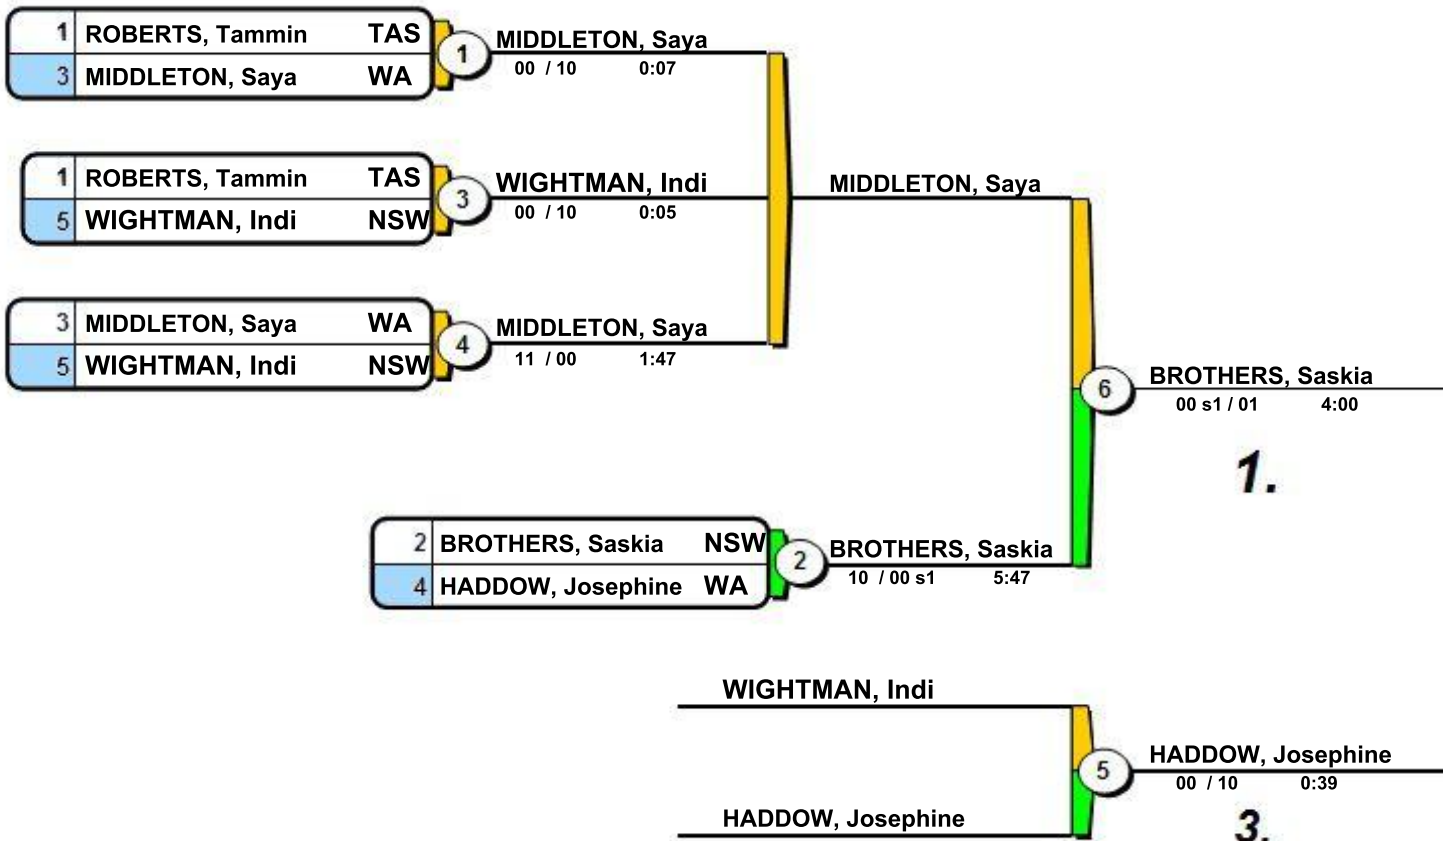 1 ROBERTS, Tammin TAS
3 MIDDLETON, Saya WA
1
MIDDLETON, Saya
00 / 10 0:07
1 ROBERTS, Tammin TAS
5 WIGHTMAN, Indi NSW
3
WIGHTMAN, Indi
00 / 10 0:05
MIDDLETON, Saya
3 MIDDLETON, Saya WA
5 WIGHTMAN, Indi NSW
4
MIDDLETON, Saya
11 / 00 1:47
6
BROTHERS, Saskia
00 s1 / 01 4:00
1.
2 BROTHERS, Saskia NSW
4 HADDOW, Josephine WA
2
BROTHERS, Saskia
10 / 00 s1 5:47
WIGHTMAN, Indi
5
HADDOW, Josephine
00 / 10 0:39
HADDOW, Josephine
3.